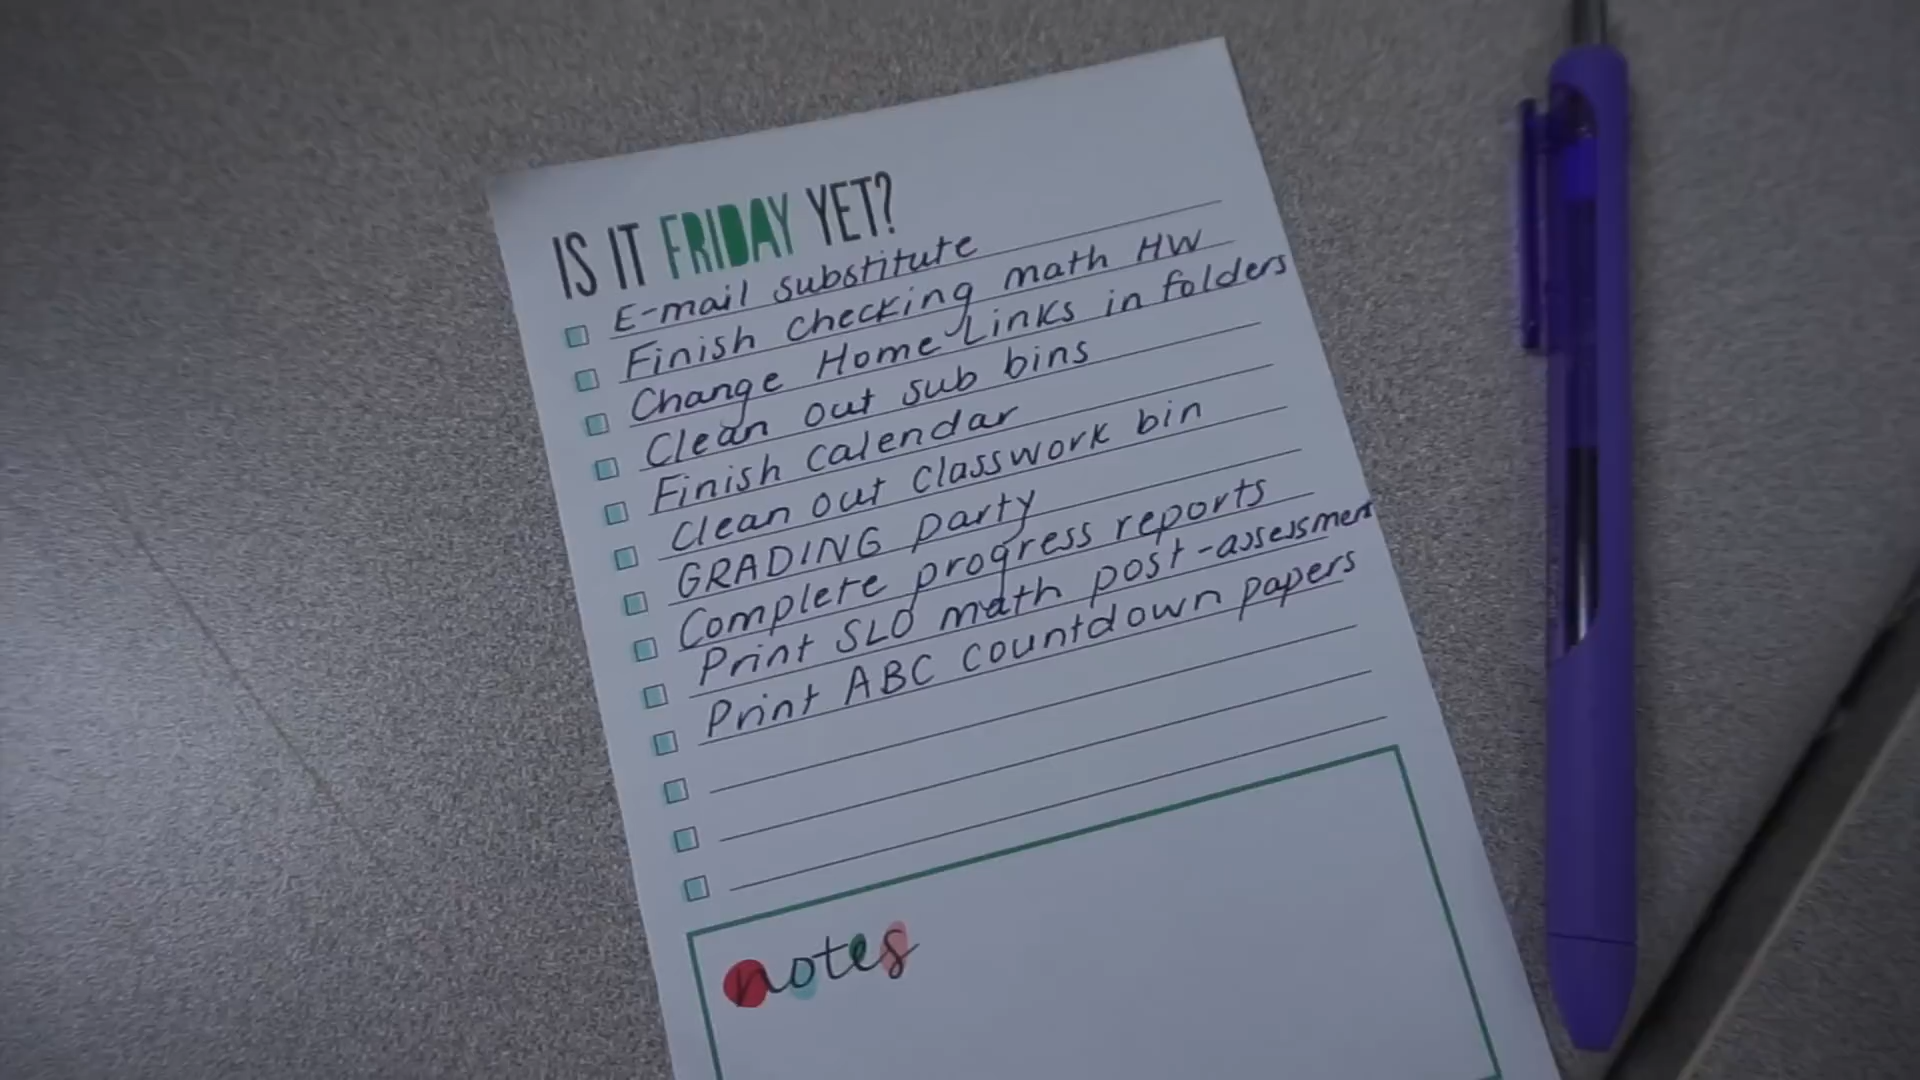 IS IT FRIDAY YET?
E-mail substitute
Finish checking math HW
Change Home Links in folders
Clean out sub bins
Finish calendar
Clean out classwork bin
GRADING party
Complete progress reports
Print SLO math post-assessment
Print ABC countdown papers
notes